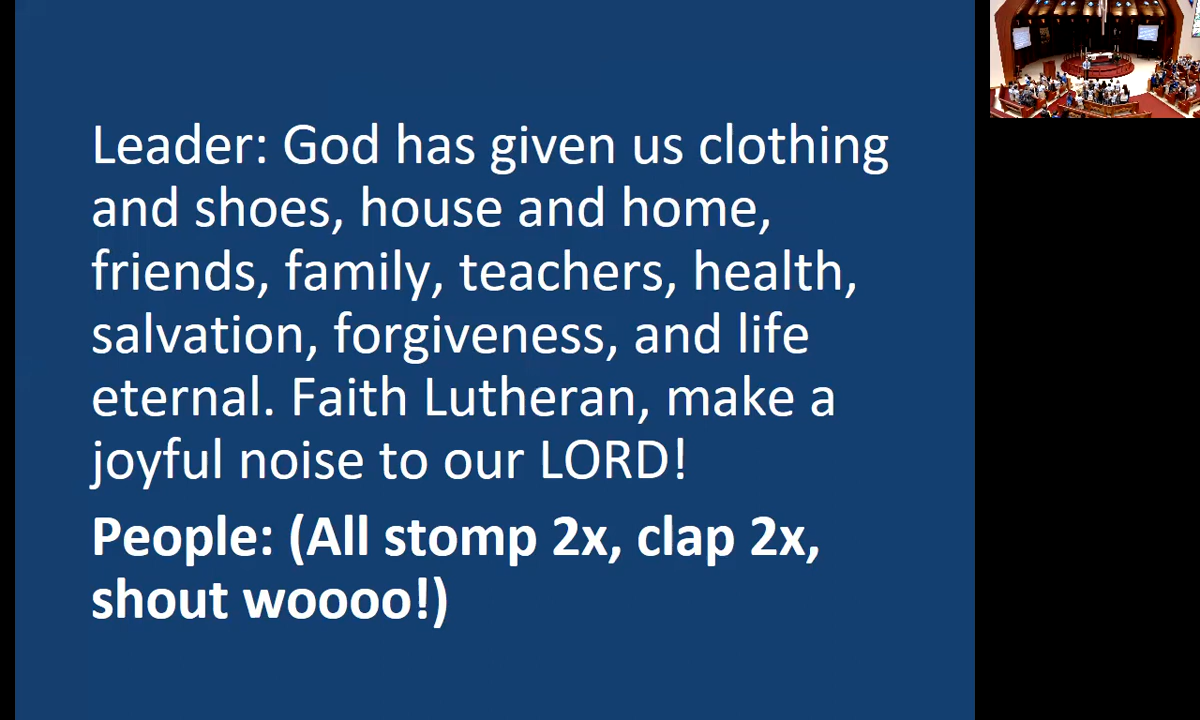 Leader: God has given us clothing
and shoes, house and home,
friends, family, teachers, health,
salvation, forgiveness, and life
eternal. Faith Lutheran, make a
joyful noise to our LORD!
People: (All stomp 2x, clap 2x,
shout woooo!)